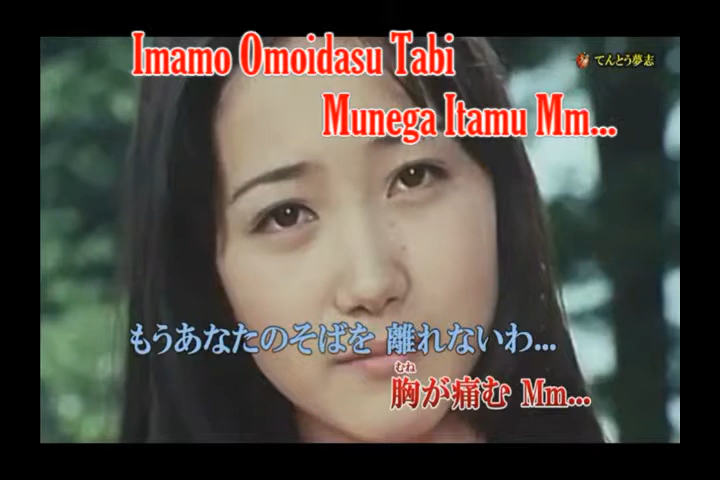 Imamo Omoidasu Tabi
てんとう夢志
Munega Itamu Mm...
もうあなたのそばを 離れないわ...
むね
胸が痛む Mm...